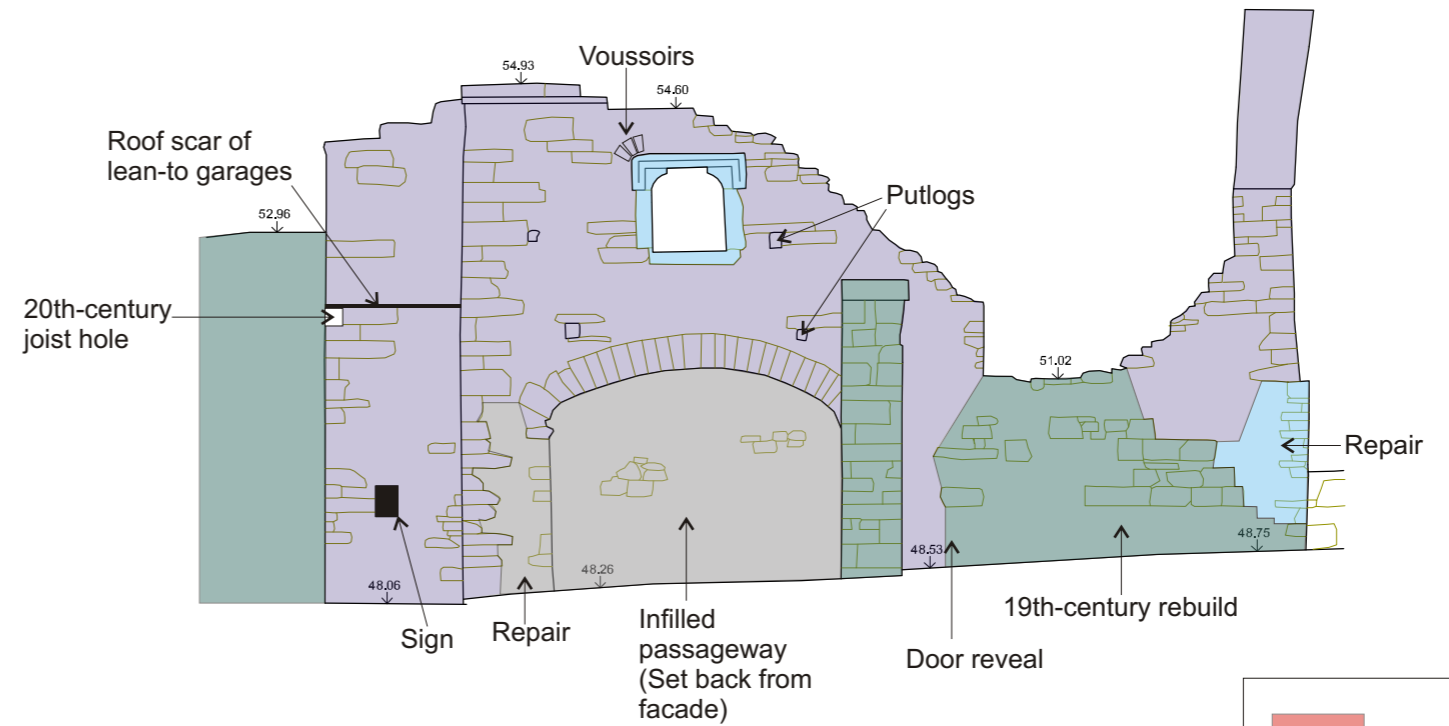 54.93
Voussoirs
54.60
Roof scar of
lean-to garages
Putlogs
52.96
20th-century
joist hole
51.02
Repair
48.53
48.75
48.26
48.06
19th-century rebuild
Sign
Repair
Infilled
passageway
(Set back from
facade)
Door reveal